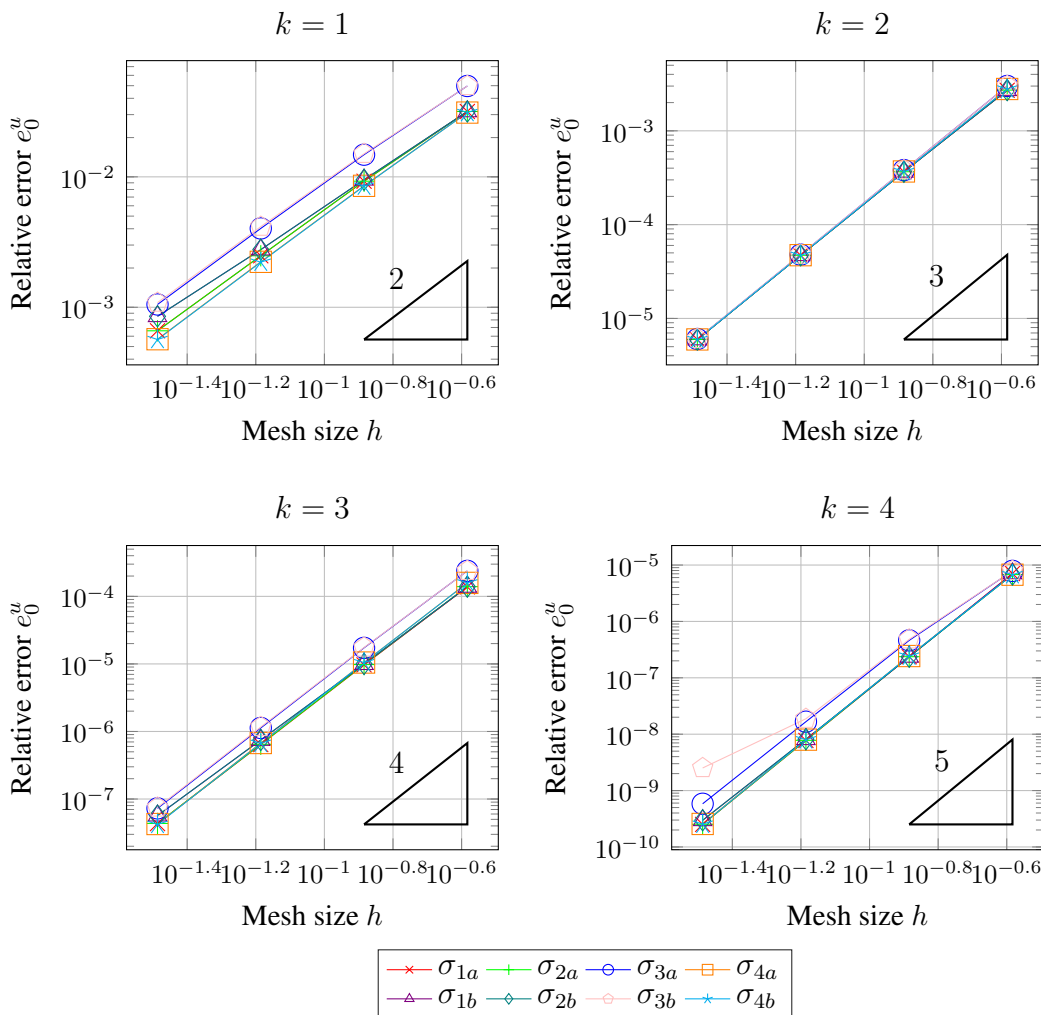 k = 1
k = 2
Relative error e_0^u
10^{-2}
10^{-3}
2
10^{-1.4} 10^{-1.2} 10^{-1} 10^{-0.8} 10^{-0.6}
Mesh size h
Relative error e_0^u
10^{-3}
10^{-4}
10^{-5}
3
10^{-1.4} 10^{-1.2} 10^{-1} 10^{-0.8} 10^{-0.6}
Mesh size h
k = 3
k = 4
Relative error e_0^u
10^{-4}
10^{-5}
10^{-6}
10^{-7}
4
10^{-1.4} 10^{-1.2} 10^{-1} 10^{-0.8} 10^{-0.6}
Mesh size h
Relative error e_0^u
10^{-5}
10^{-6}
10^{-7}
10^{-8}
10^{-9}
10^{-10}
5
10^{-1.4} 10^{-1.2} 10^{-1} 10^{-0.8} 10^{-0.6}
Mesh size h
σ_{1a} σ_{2a} σ_{3a} σ_{4a}
σ_{1b} σ_{2b} σ_{3b} σ_{4b}